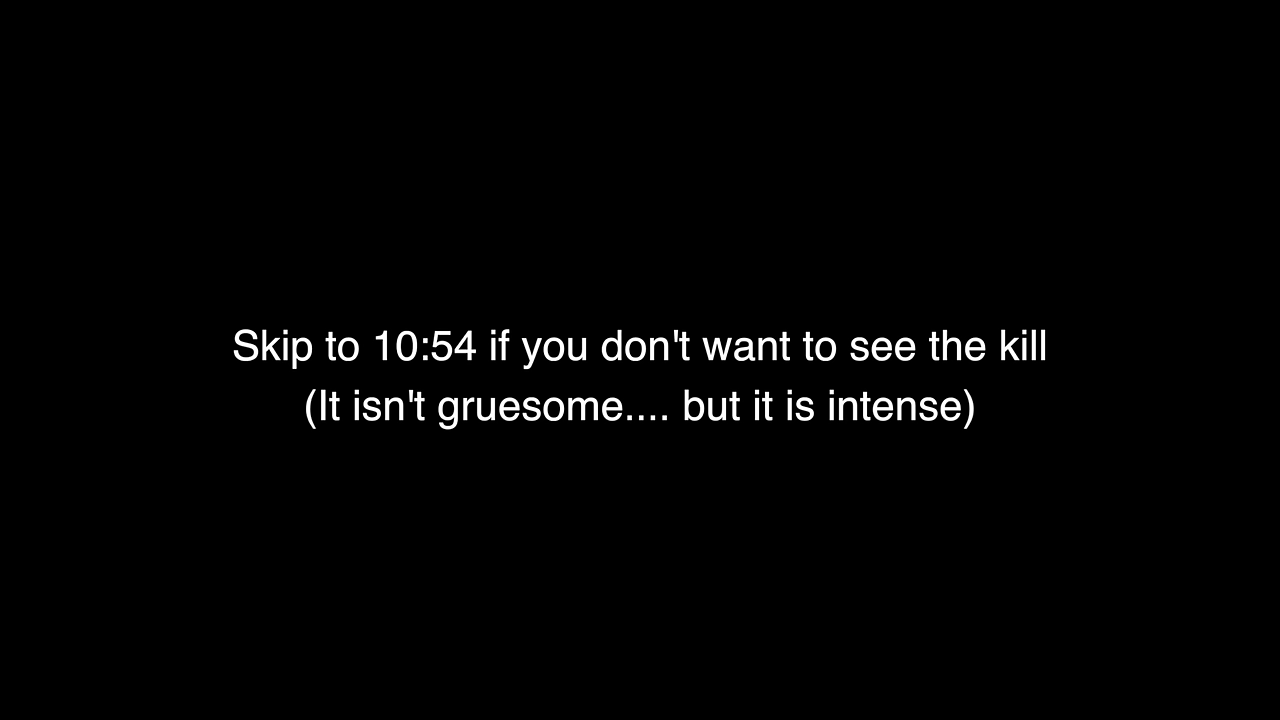 Skip to 10:54 if you don't want to see the kill
(It isn't gruesome.... but it is intense)